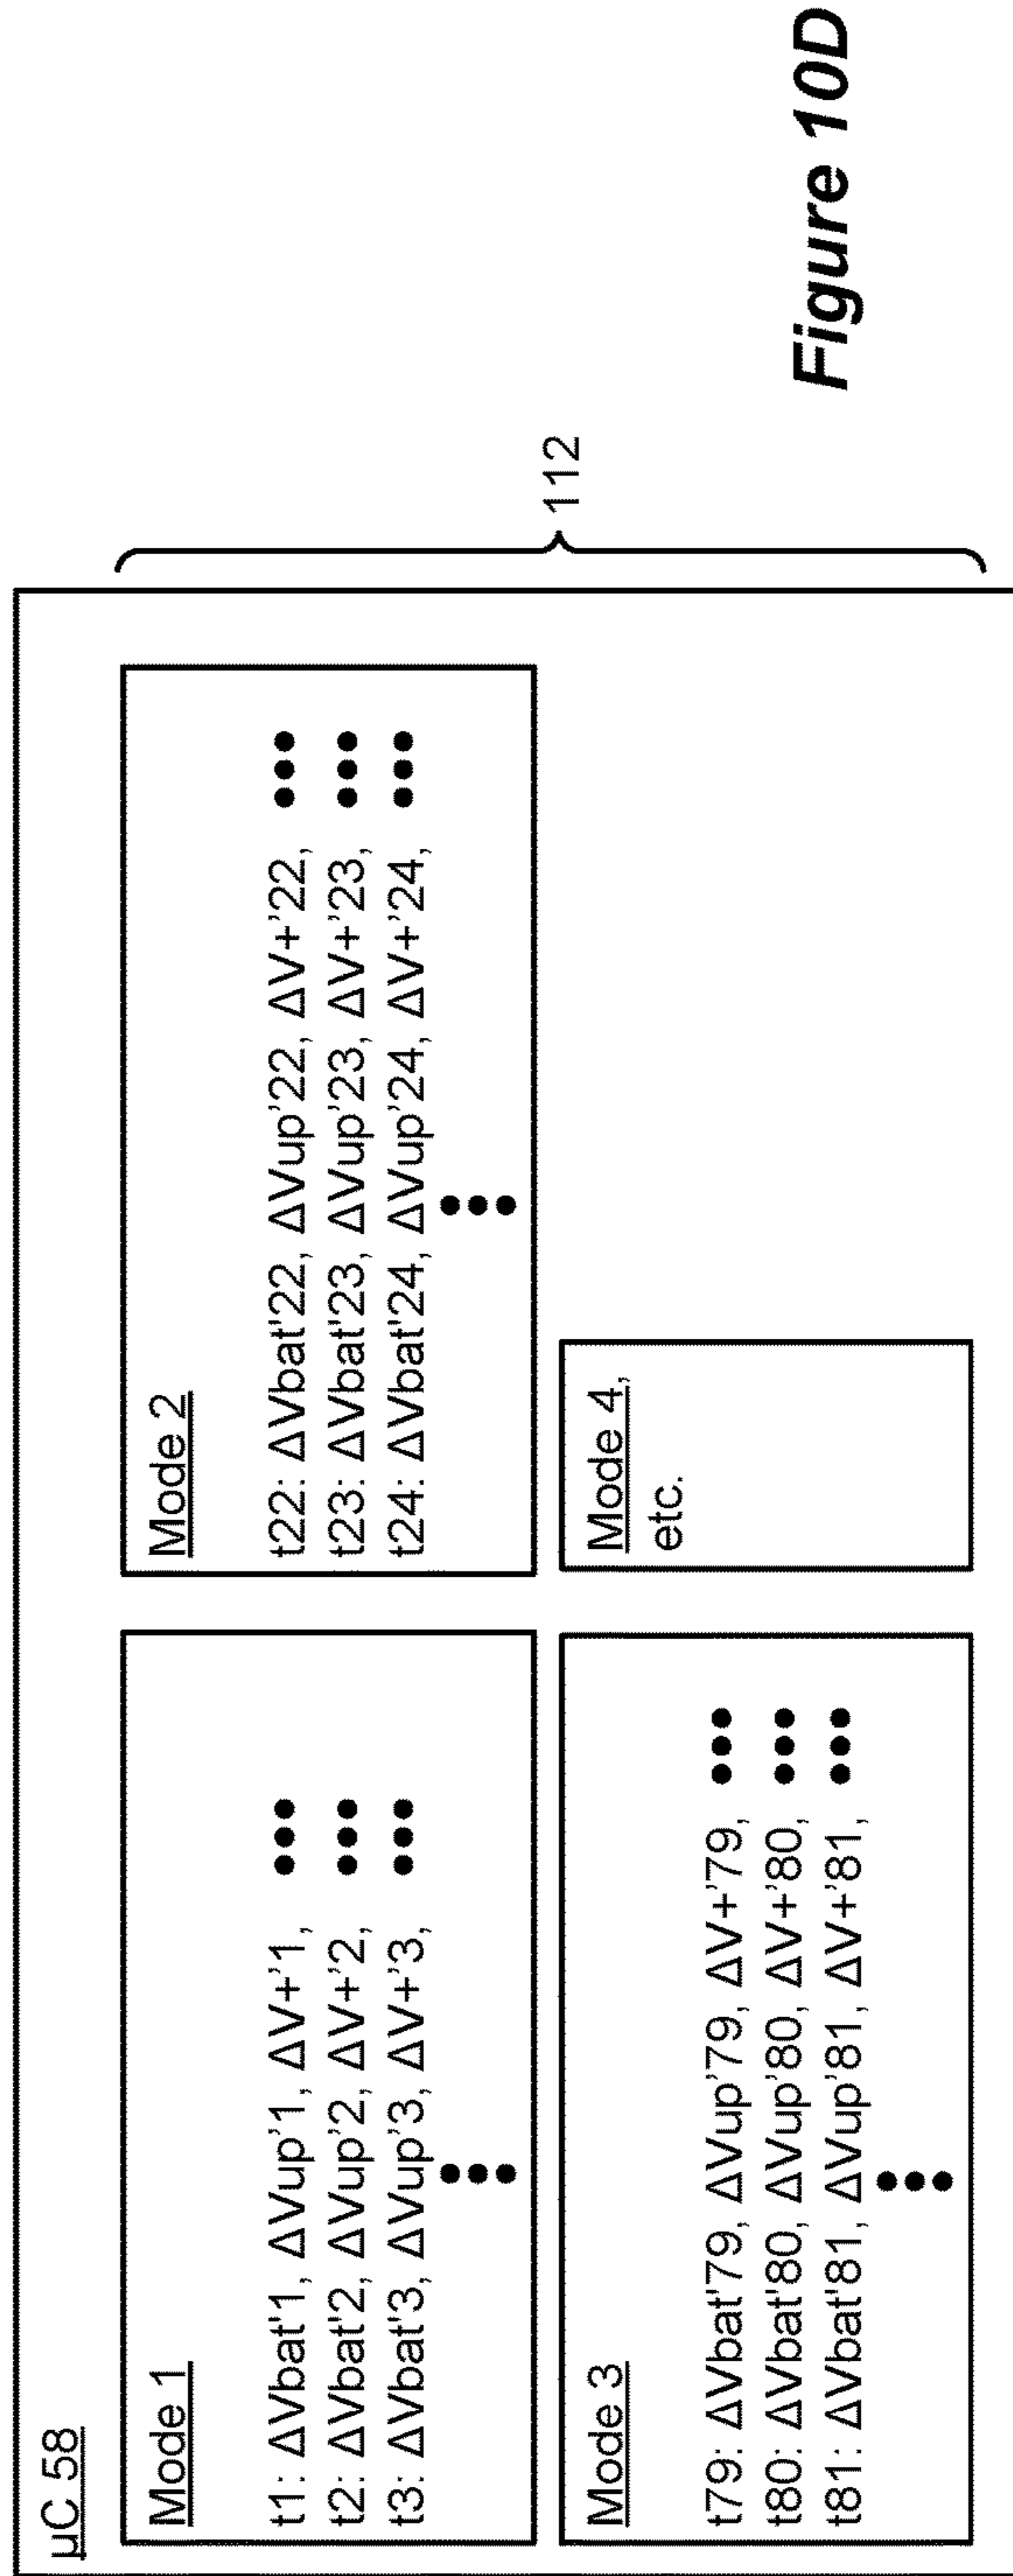 µC 58
Mode 1
t1: ΔVbat'1, ΔVup’1, ΔV+’1, •••
t2: ΔVbat'2, ΔVup’2, ΔV+’2, •••
t3: ΔVbat'3, ΔVup’3, ΔV+’3, •••
Mode 2
t22: ΔVbat'22, ΔVup’22, ΔV+’22, •••
t23: ΔVbat'23, ΔVup’23, ΔV+’23, •••
t24: ΔVbat'24, ΔVup’24, ΔV+’24, •••
Mode 3
t79: ΔVbat'79, ΔVup’79, ΔV+’79, •••
t80: ΔVbat'80, ΔVup’80, ΔV+’80, •••
t81: ΔVbat'81, ΔVup’81, ΔV+’81, •••
Mode 4,
etc.
112
Figure 10D